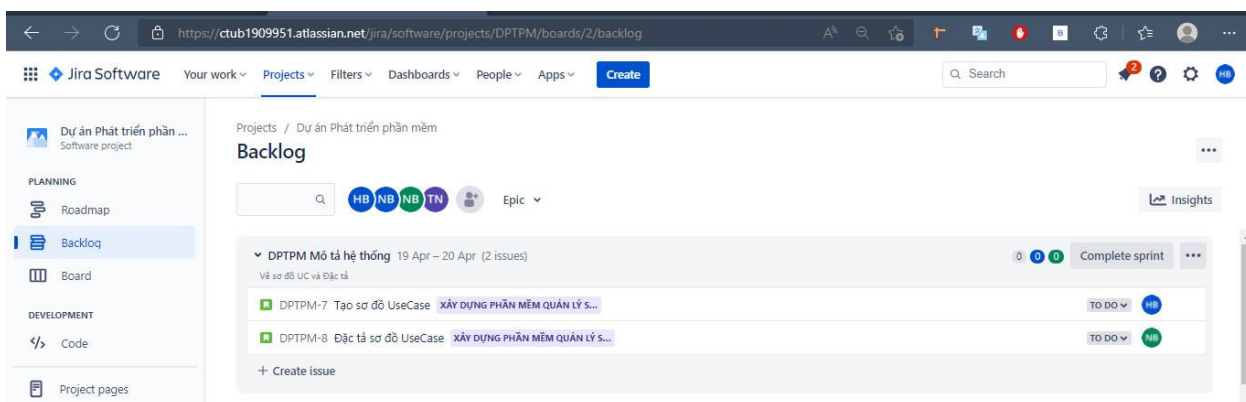 https://ctub1909951.atlassian.net/jira/software/projects/DPTPM/boards/2/backlog
Jira Software Your work Projects Filters Dashboards People Apps Create Search 2 HB
Dự án Phát triển phần ...
Software project
PLANNING
Roadmap
Backlog
Board
DEVELOPMENT
Code
Project pages
Projects / Dự án Phát triển phần mềm
Backlog
HB NB NB TN Epic Insights
DPTPM Mô tả hệ thống 19 Apr – 20 Apr (2 issues) 0 0 0 Complete sprint
Vẽ sơ đồ UC và Đặc tả
DPTPM-7 Tạo sơ đồ UseCase XÂY DỰNG PHẦN MỀM QUẢN LÝ S... TO DO HB
DPTPM-8 Đặc tả sơ đồ UseCase XÂY DỰNG PHẦN MỀM QUẢN LÝ S... TO DO NB
+ Create issue